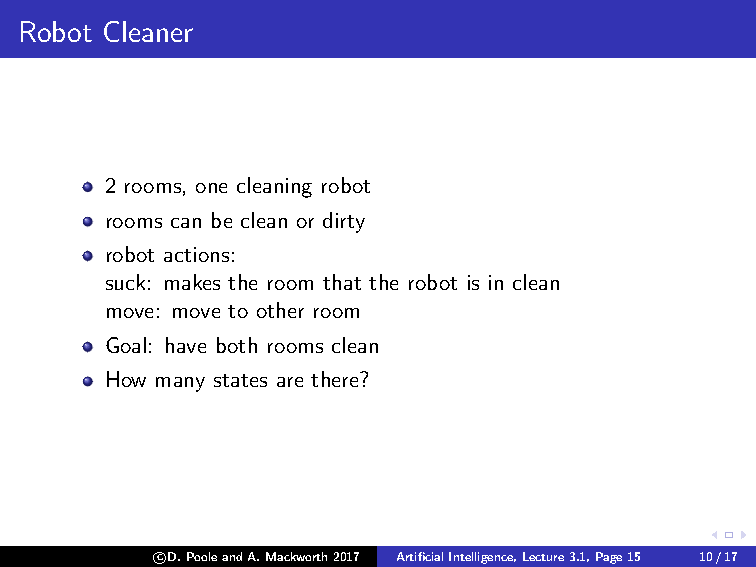 Robot Cleaner
2 rooms, one cleaning robot
rooms can be clean or dirty
robot actions:
suck: makes the room that the robot is in clean
move: move to other room
Goal: have both rooms clean
How many states are there?
©D. Poole and A. Mackworth 2017 Artificial Intelligence, Lecture 3.1, Page 15 10 / 17